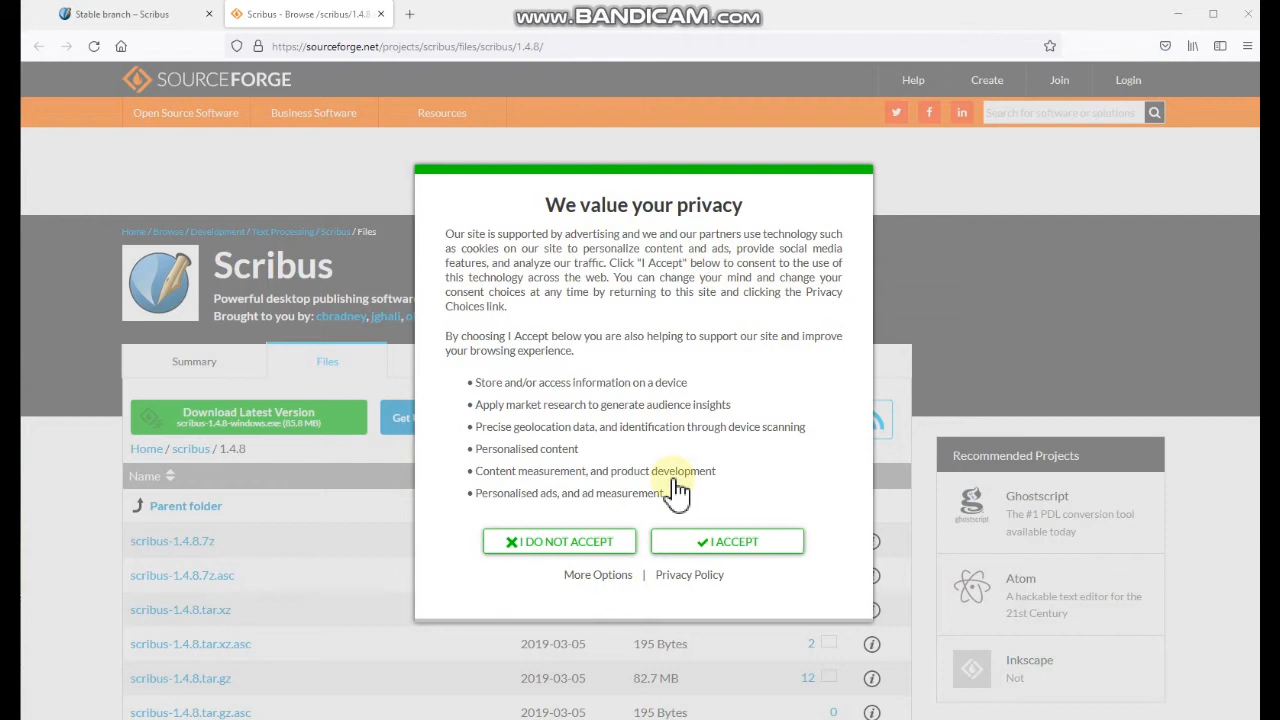 Stable branch – Scribus
Scribus - Browse /scribus/1.4.8
www.BANDICAM.com
https://sourceforge.net/projects/scribus/files/scribus/1.4.8/
SOURCEFORGE
Help
Create
Join
Login
Open Source Software
Business Software
Resources
Search for software or solutions
We value your privacy
Our site is supported by advertising and we and our partners use technology such
as cookies on our site to personalize content and ads, provide social media
features, and analyze our traffic. Click "I Accept" below to consent to the use of
this technology across the web. You can change your mind and change your
consent choices at any time by returning to this site and clicking the Privacy
Choices link.
By choosing I Accept below you are also helping to support our site and improve
your browsing experience.
• Store and/or access information on a device
• Apply market research to generate audience insights
• Precise geolocation data, and identification through device scanning
• Personalised content
• Content measurement, and product development
• Personalised ads, and ad measurement
I DO NOT ACCEPT
I ACCEPT
More Options | Privacy Policy
Home / Browse / Development / Text Processing / Scribus / Files
Scribus
Powerful desktop publishing software
Brought to you by: cbradney, jghali,
Summary
Files
Download Latest Version
scribus-1.4.8-windows.exe (85.8 MB)
Get
Home / scribus / 1.4.8
Name
Parent folder
scribus-1.4.8.7z
scribus-1.4.8.7z.asc
scribus-1.4.8.tar.xz
scribus-1.4.8.tar.xz.asc 2019-03-05 195 Bytes 2
scribus-1.4.8.tar.gz 2019-03-05 82.7 MB 12
scribus-1.4.8.tar.gz.asc 2019-03-05 195 Bytes 0
Recommended Projects
Ghostscript
The #1 PDL conversion tool
available today
ghostscript
Atom
A hackable text editor for the
21st Century
Inkscape
Not